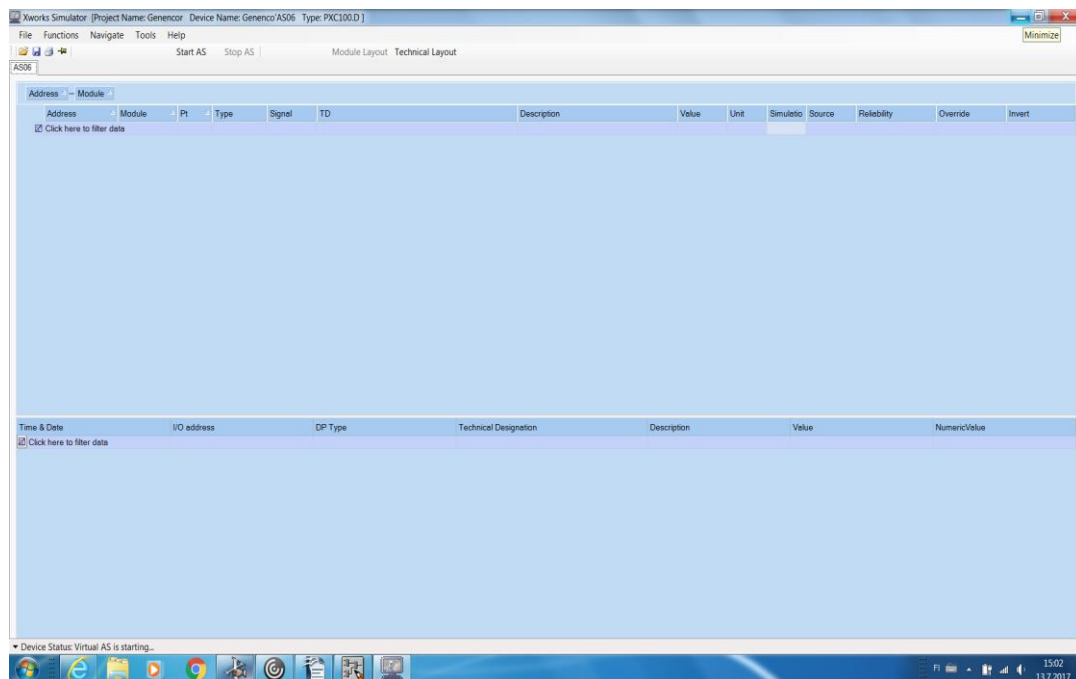 Xworks Simulator [Project Name: Genencor Device Name: Genenco'AS06 Type: PXC100.D ]
File Functions Navigate Tools Help
Minimize
Start AS Stop AS Module Layout Technical Layout
AS06
Address – Module
Address Module Pt Type Signal TD Description Value Unit Simulatio Source Reliability Override Invert
Click here to filter data
Time & Date I/O address DP Type Technical Designation Description Value NumericValue
Click here to filter data
Device Status: Virtual AS is starting...
FI 15:02
13.7.2017